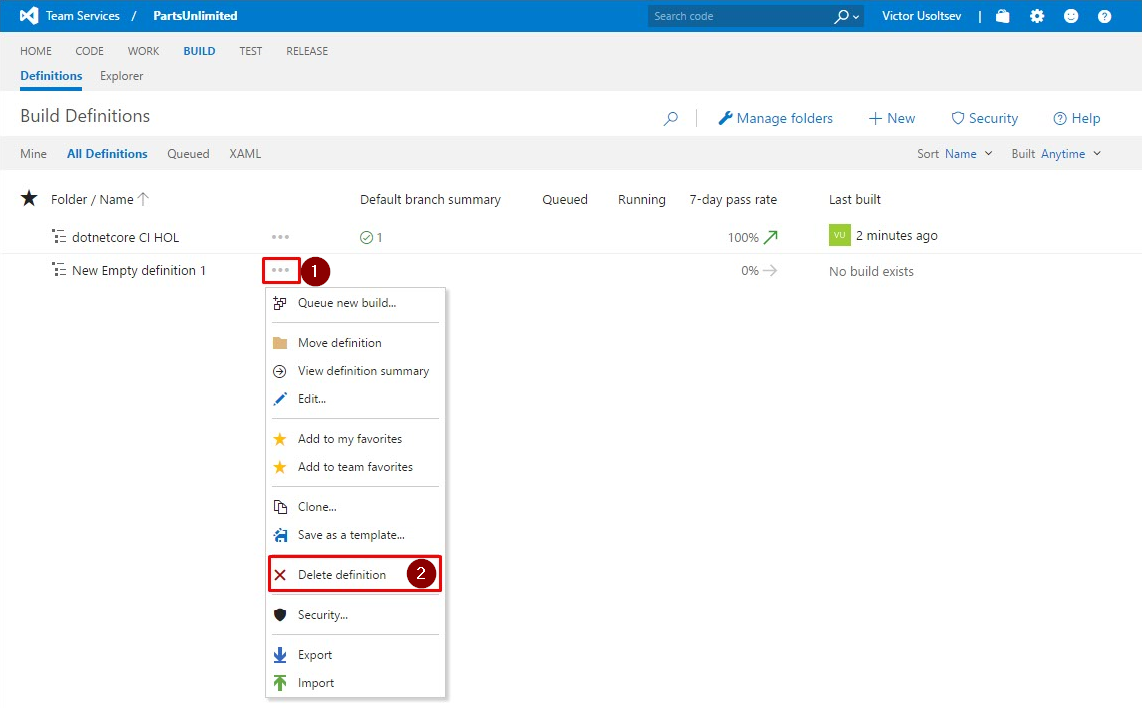 Team Services / PartsUnlimited Search code Victor Usoltsev |
HOME CODE WORK BUILD TEST RELEASE
Definitions Explorer
Build Definitions Manage folders New Security Help
Mine All Definitions Queued XAML Sort Name Built Anytime
Folder / Name Default branch summary Queued Running 7-day pass rate Last built
dotnetcore CI HOL ... 1 100% VU 2 minutes ago
New Empty definition 1 ... 1 0% No build exists
Queue new build...
Move definition
View definition summary
Edit...
Add to my favorites
Add to team favorites
Clone...
Save as a template...
Delete definition 2
Security...
Export
Import